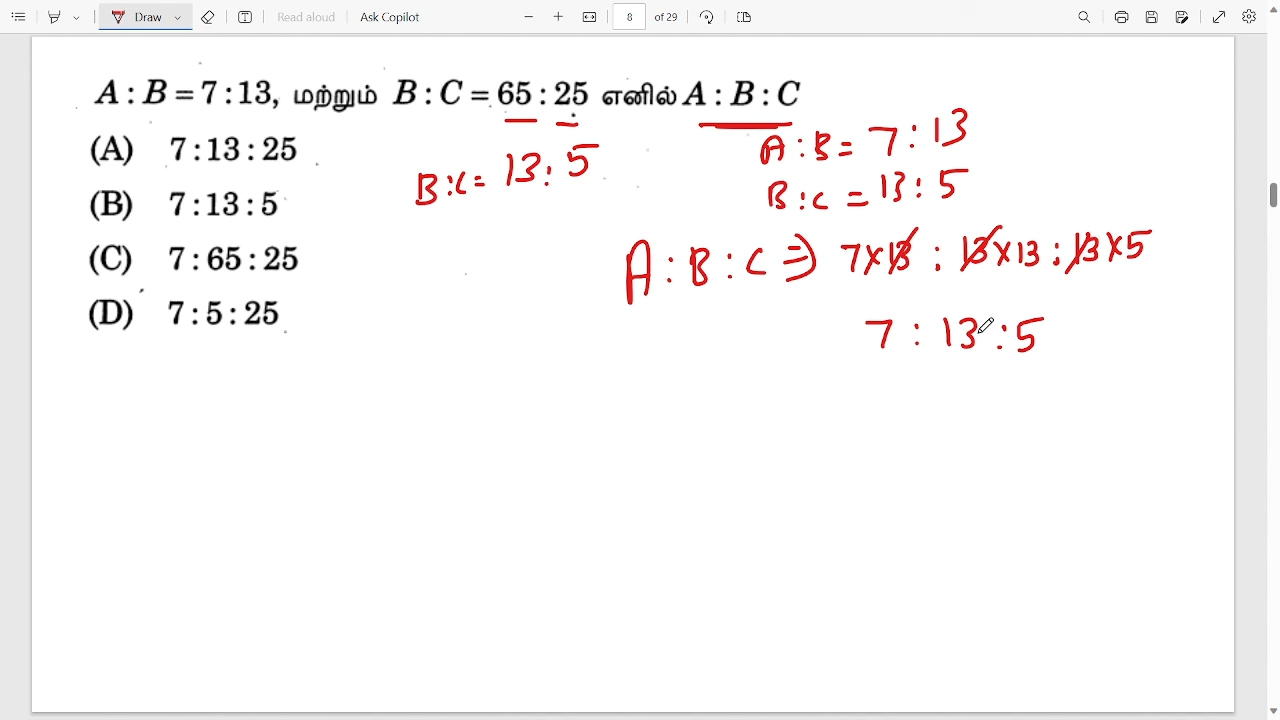 Draw Read aloud Ask Copilot 8 of 29
A : B = 7 : 13, மற்றும் B : C = 65 : 25 எனில் A : B : C
(A) 7 : 13 : 25
(B) 7 : 13 : 5
(C) 7 : 65 : 25
(D) 7 : 5 : 25
B : C = 13 : 5
A : B = 7 : 13
B : C = 13 : 5
A : B : C ⇒ 7×13 : 13×13 : 13×5
7 : 13 : 5